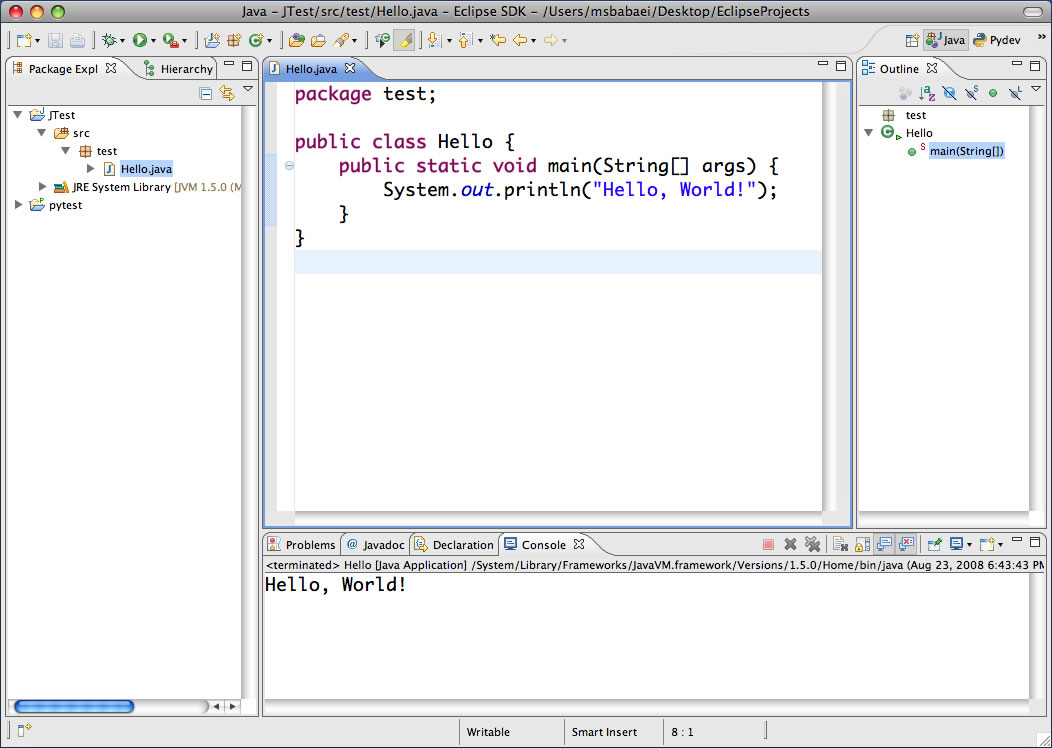 Java – JTest/src/test/Hello.java – Eclipse SDK – /Users/msbabaei/Desktop/EclipseProjects
Java
Pydev
Package Expl
Hierarchy
JTest
src
test
Hello.java
JRE System Library [JVM 1.5.0 (M
pytest
Hello.java
package test;
public class Hello {
public static void main(String[] args) {
System.out.println("Hello, World!");
}
}
Outline
test
Hello
main(String[])
Problems
@ Javadoc
Declaration
Console
<terminated> Hello [Java Application] /System/Library/Frameworks/JavaVM.framework/Versions/1.5.0/Home/bin/java (Aug 23, 2008 6:43:43 PM
Hello, World!
Writable
Smart Insert
8 : 1